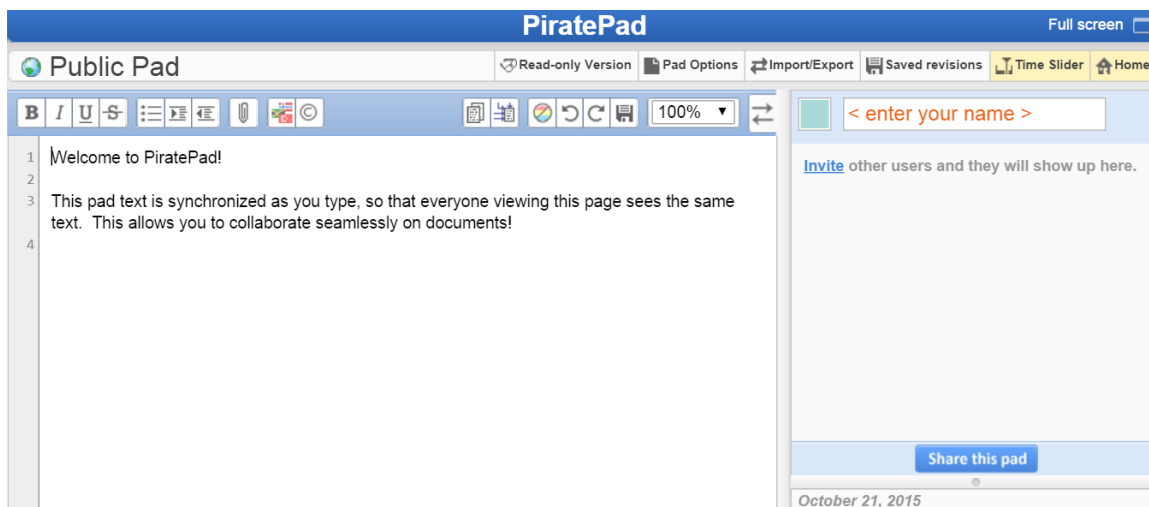 PiratePad
Full screen
Public Pad
Read-only Version
Pad Options
Import/Export
Saved revisions
Time Slider
Home
B I U S
©
100%
< enter your name >
1 Welcome to PiratePad!
2
3 This pad text is synchronized as you type, so that everyone viewing this page sees the same
text. This allows you to collaborate seamlessly on documents!
4
Invite other users and they will show up here.
Share this pad
October 21, 2015